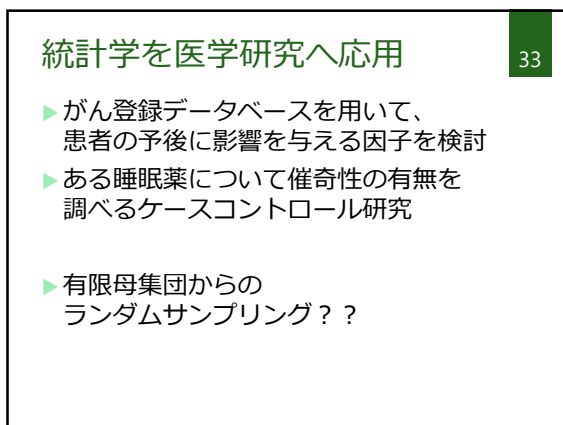 統計学を医学研究へ応用
33
がん登録データベースを用いて、
患者の予後に影響を与える因子を検討
ある睡眠薬について催奇性の有無を
調べるケースコントロール研究
有限母集団からの
ランダムサンプリング？？